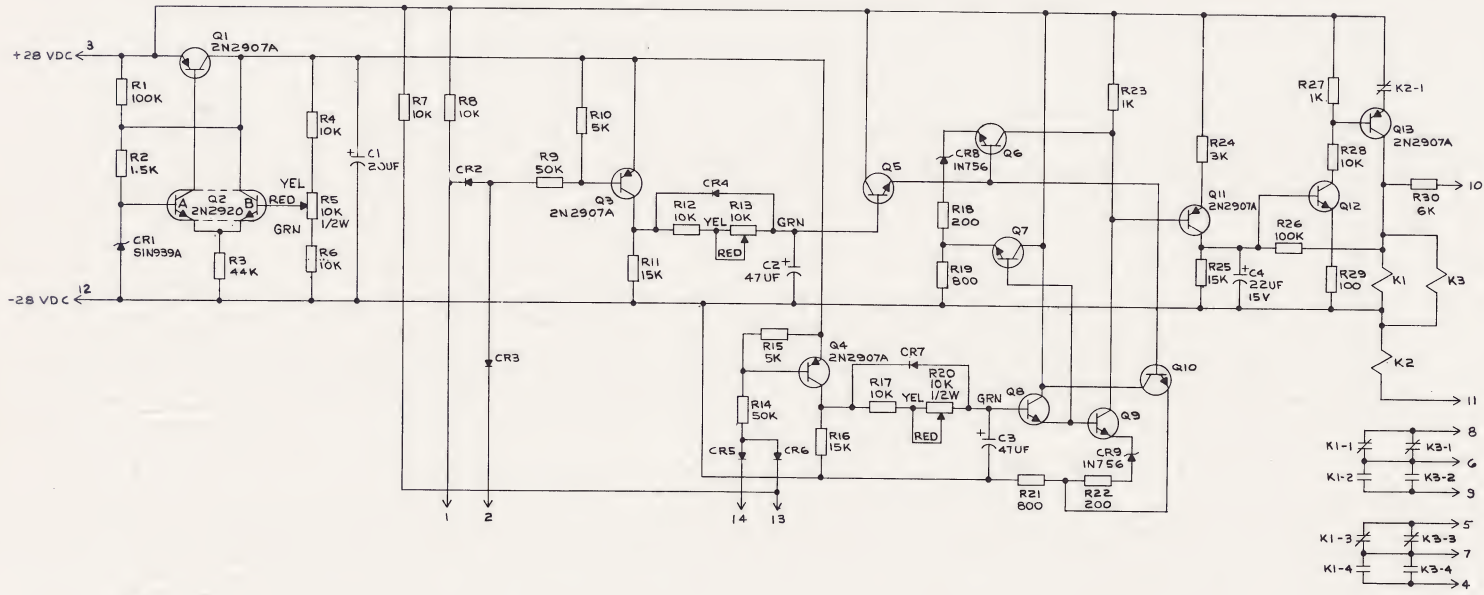 +28 VDC
3
Q1
2N2907A
R1
100K
R2
1.5K
A
Q2
2N2920
B
CR1
SIN939A
R3
44K
-28 VDC
12
R4
10K
YEL
RED
R5
10K
1/2W
GRN
R6
10K
+
C1
20UF
R7
10K
R8
10K
CR2
CR3
R9
50K
R10
5K
Q3
2N2907A
R11
15K
CR4
R12
10K
YEL
R13
10K
GRN
RED
C2
+
47UF
Q5
CR8
1N756
Q6
R18
200
R19
800
Q7
R23
1K
R24
3K
Q11
2N2907A
R25
15K
+
C4
22UF
15V
R26
100K
R27
1K
R28
10K
Q12
R29
100
K2-1
Q13
2N2907A
R30
6K
10
K1
K3
K2
11
R15
5K
Q4
2N2907A
R14
50K
CR5
CR6
R16
15K
CR7
R17
10K
YEL
R20
10K
1/2W
GRN
RED
+
C3
47UF
Q8
Q9
Q10
CR9
1N756
R21
800
R22
200
1
2
14
13
K1-1
K3-1
8
6
K1-2
K3-2
9
K1-3
K3-3
5
7
K1-4
K3-4
4